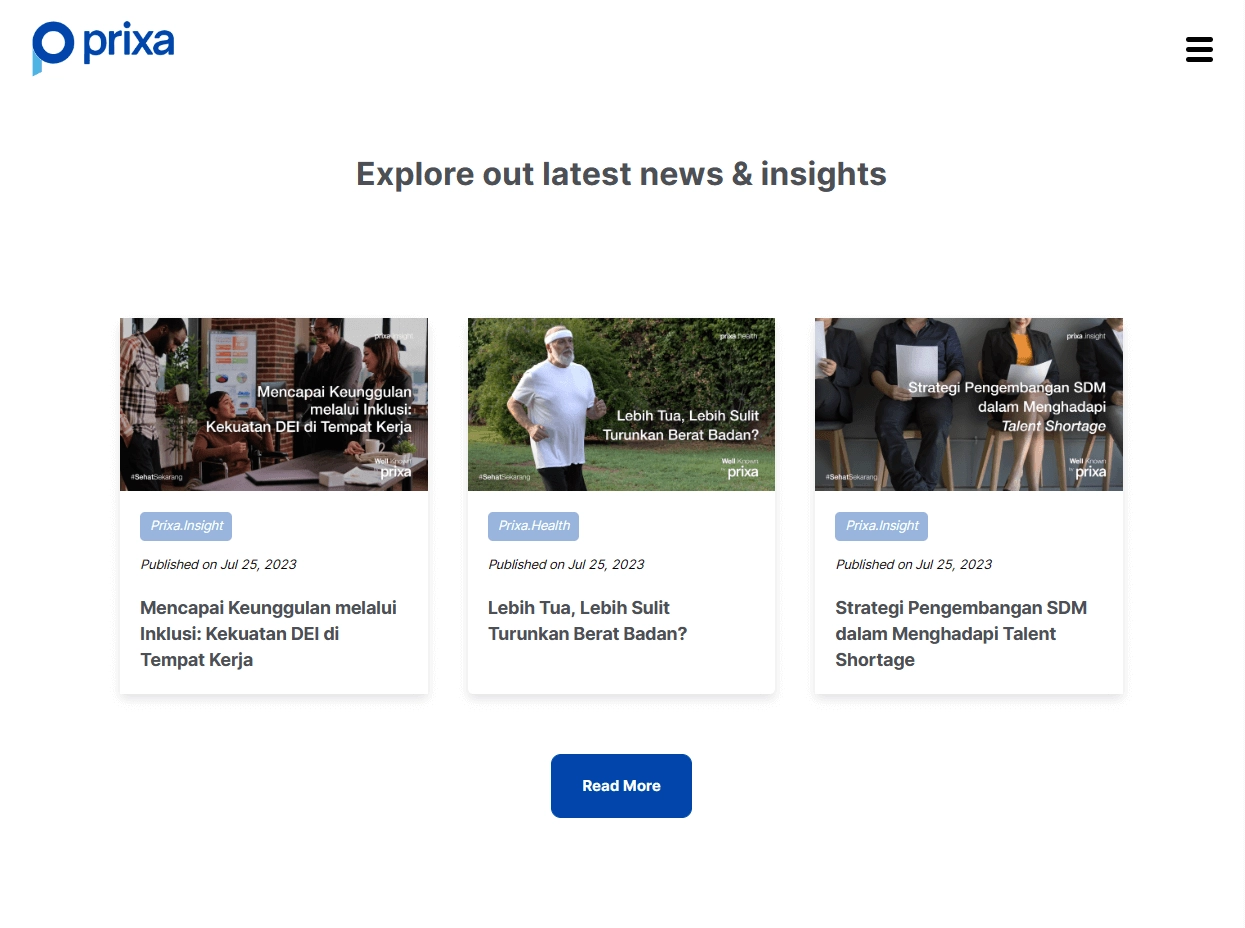 prixa
Explore out latest news & insights
prixa.insight
Mencapai Keunggulan
melalui Inklusi:
Kekuatan DEI di Tempat Kerja
#SehatSekarang
Well Known
by prixa
prixa.health
Lebih Tua, Lebih Sulit
Turunkan Berat Badan?
#SehatSekarang
Well Known
by prixa
prixa.insight
Strategi Pengembangan SDM
dalam Menghadapi
Talent Shortage
#SehatSekarang
Well Known
by prixa
Prixa.Insight
Published on Jul 25, 2023
Mencapai Keunggulan melalui
Inklusi: Kekuatan DEI di
Tempat Kerja
Prixa.Health
Published on Jul 25, 2023
Lebih Tua, Lebih Sulit
Turunkan Berat Badan?
Prixa.Insight
Published on Jul 25, 2023
Strategi Pengembangan SDM
dalam Menghadapi Talent
Shortage
Read More